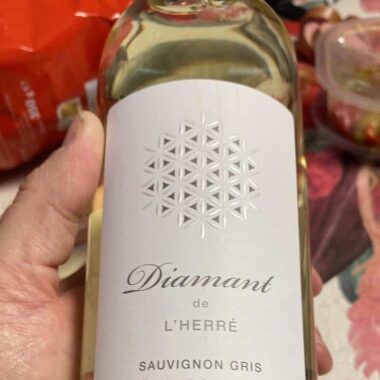 Diamant
de
L'HERRÉ
SAUVIGNON GRIS